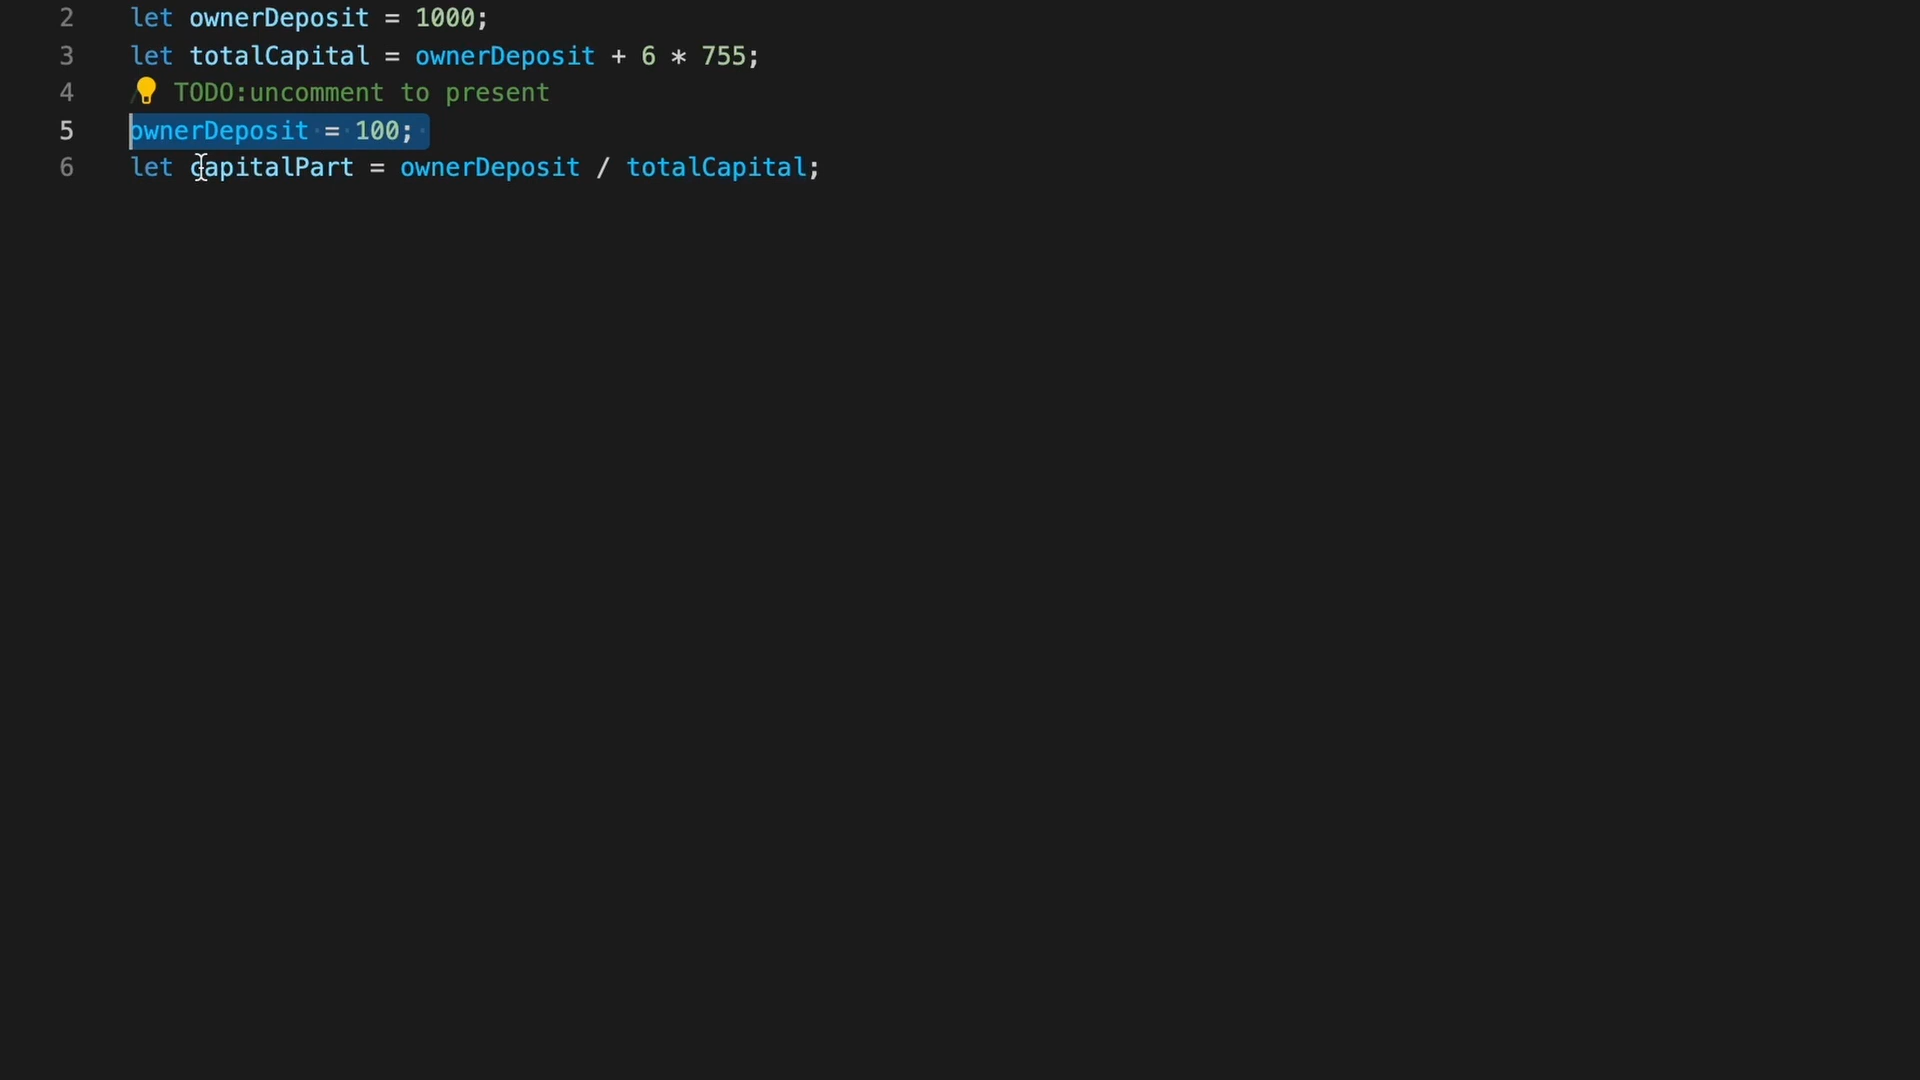 2 let ownerDeposit = 1000;
3 let totalCapital = ownerDeposit + 6 * 755;
4 / TODO:uncomment to present
5 ownerDeposit = 100;
6 let capitalPart = ownerDeposit / totalCapital;